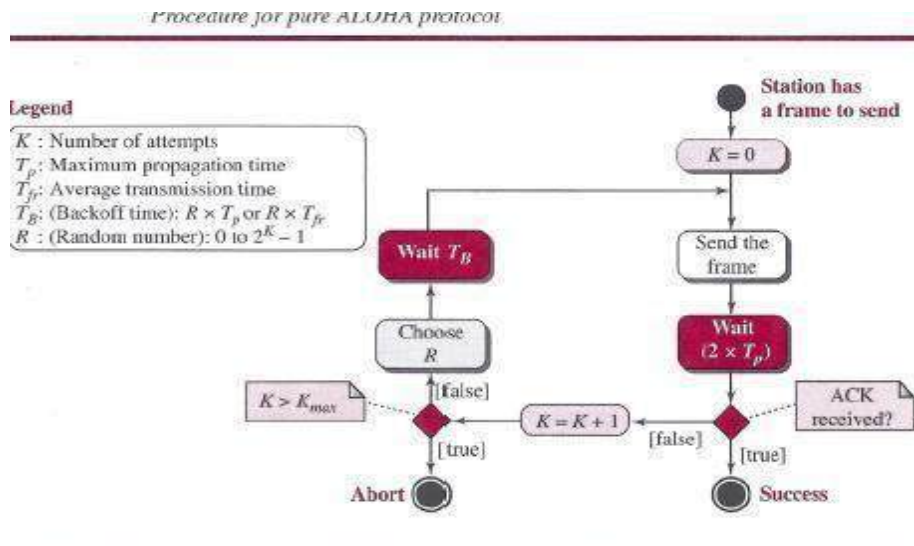 Procedure for pure ALOHA protocol
Legend
K : Number of attempts
Tp: Maximum propagation time
Tfr: Average transmission time
TB: (Backoff time): R × Tp or R × Tfr
R : (Random number): 0 to 2^K – 1
Station has
a frame to send
K = 0
Send the
frame
Wait
(2 × Tp)
ACK
received?
[true]
Success
[false]
K = K + 1
K > Kmax
[true]
Abort
[false]
Choose
R
Wait TB